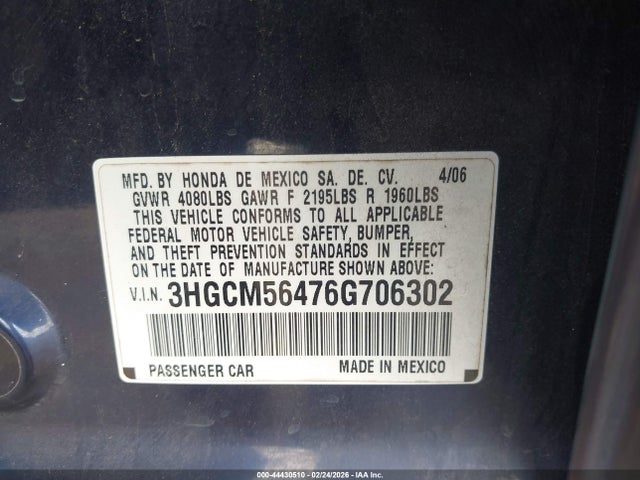 MFD. BY HONDA DE MEXICO SA. DE. CV. 4/06
GVWR 4080LBS GAWR F 2195LBS R 1960LBS
THIS VEHICLE CONFORMS TO ALL APPLICABLE
FEDERAL MOTOR VEHICLE SAFETY, BUMPER,
AND THEFT PREVENTION STANDARDS IN EFFECT
ON THE DATE OF MANUFACTURE SHOWN ABOVE:
V.I.N. 3HGCM56476G706302
PASSENGER CAR MADE IN MEXICO
000-44430510 - 02/24/2026 - IAA Inc.